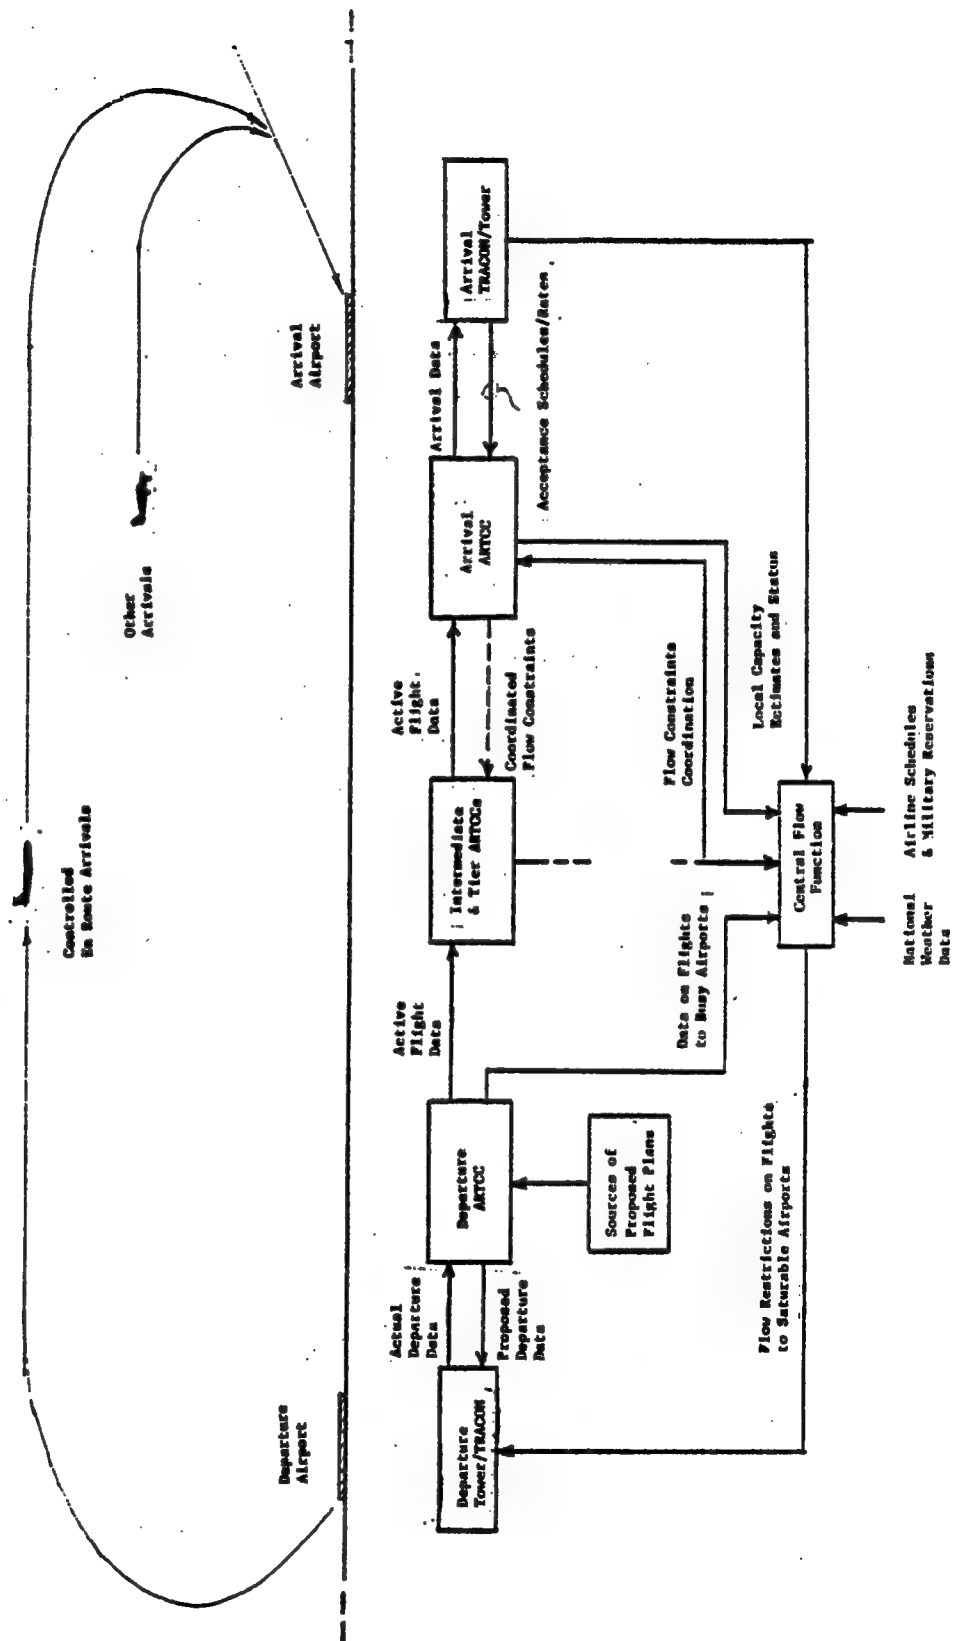 Controlled
En Route Arrivals
Other
Arrivals
Departure
Airport
Arrival
Airport
Actual
Departure
Data
Active
Flight
Data
Active
Flight
Data
Arrival Data
Departure
Tower/TRACON
Departure
ARTCC
Intermediate
& Tier ARTCCs
Arrival
ARTCC
Arrival
TRACON/Tower
Proposed
Departure
Data
Coordinated
Flow Constraints
Acceptance Schedules/Rates
Sources of
Proposed
Flight Plans
Data on Flights
to Busy Airports
Flow Constraints
Coordination
Local Capacity
Estimates and Status
Flow Restrictions on Flights
to Saturable Airports
Central Flow
Function
National
Weather
Data
Airline Schedules
& Military Reservations